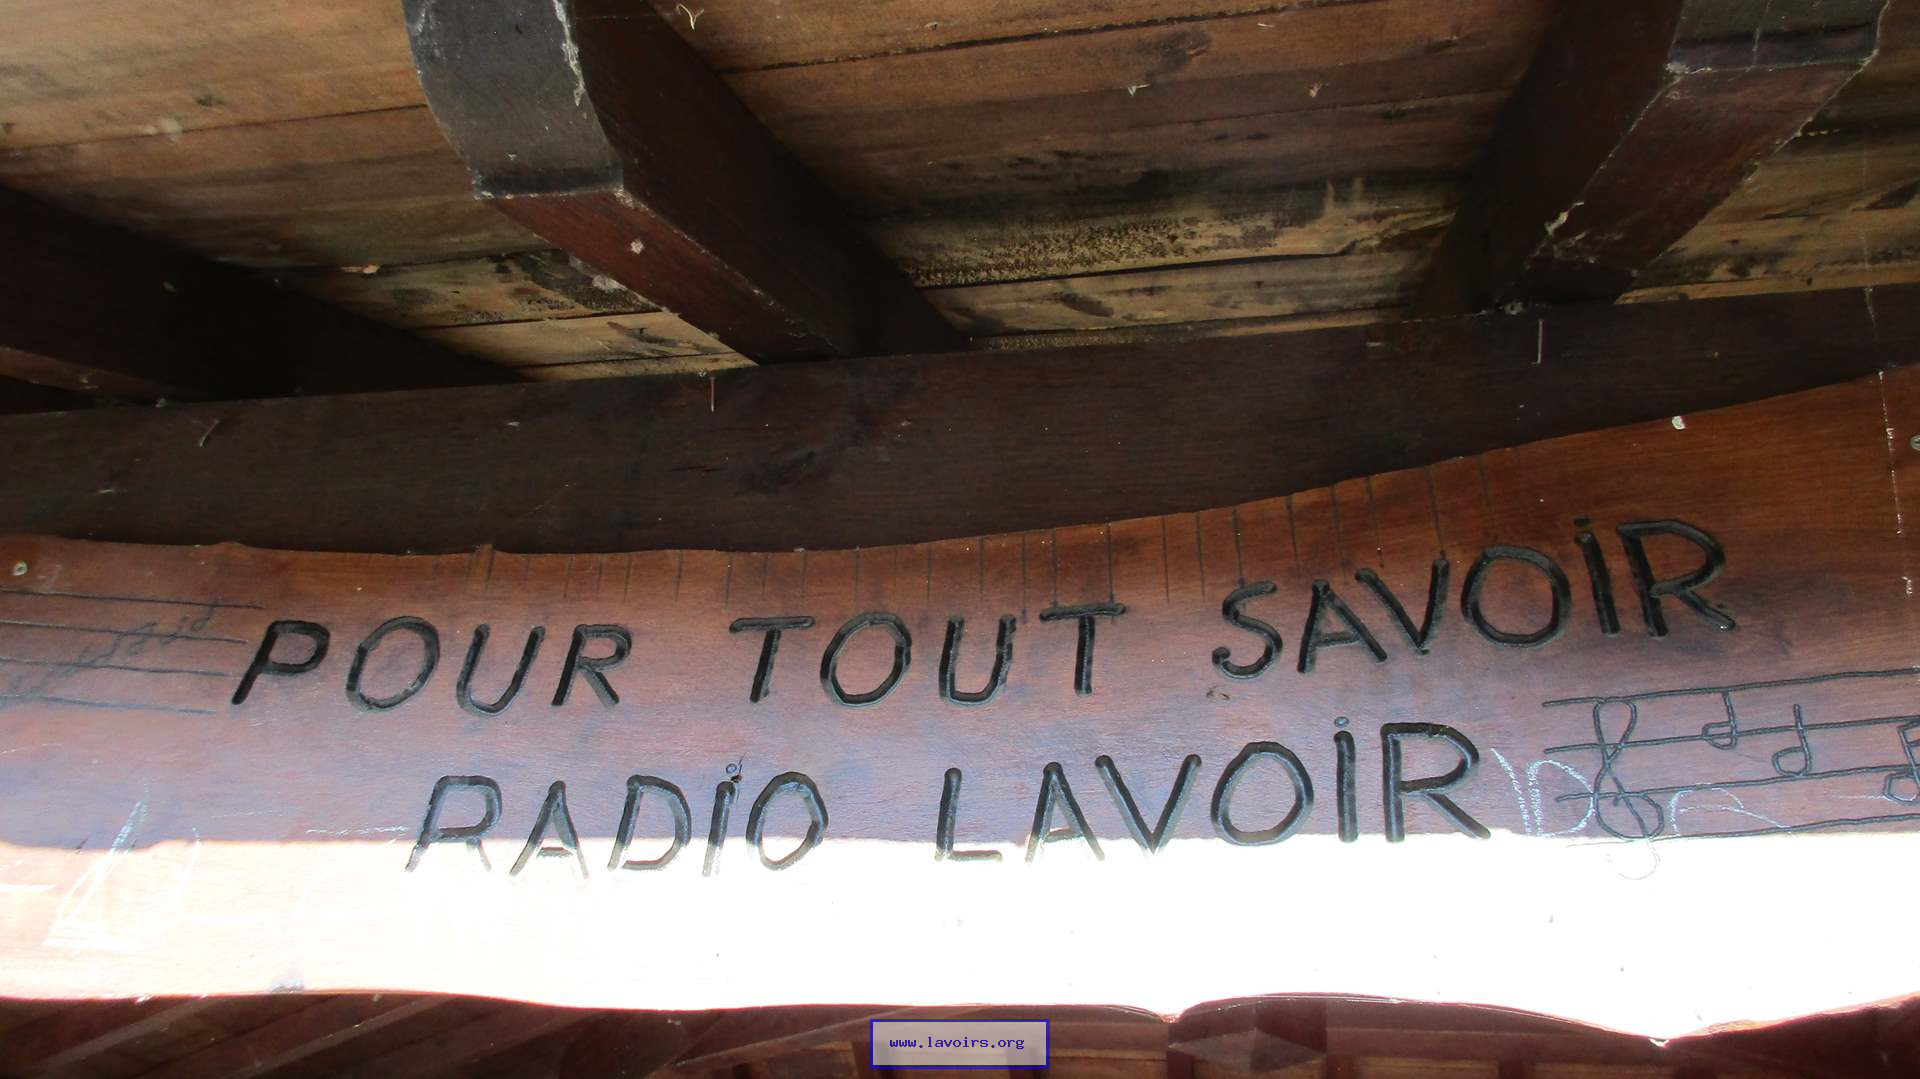 POUR TOUT SAVOIR
RADIO LAVOIR
www.lavoirs.org